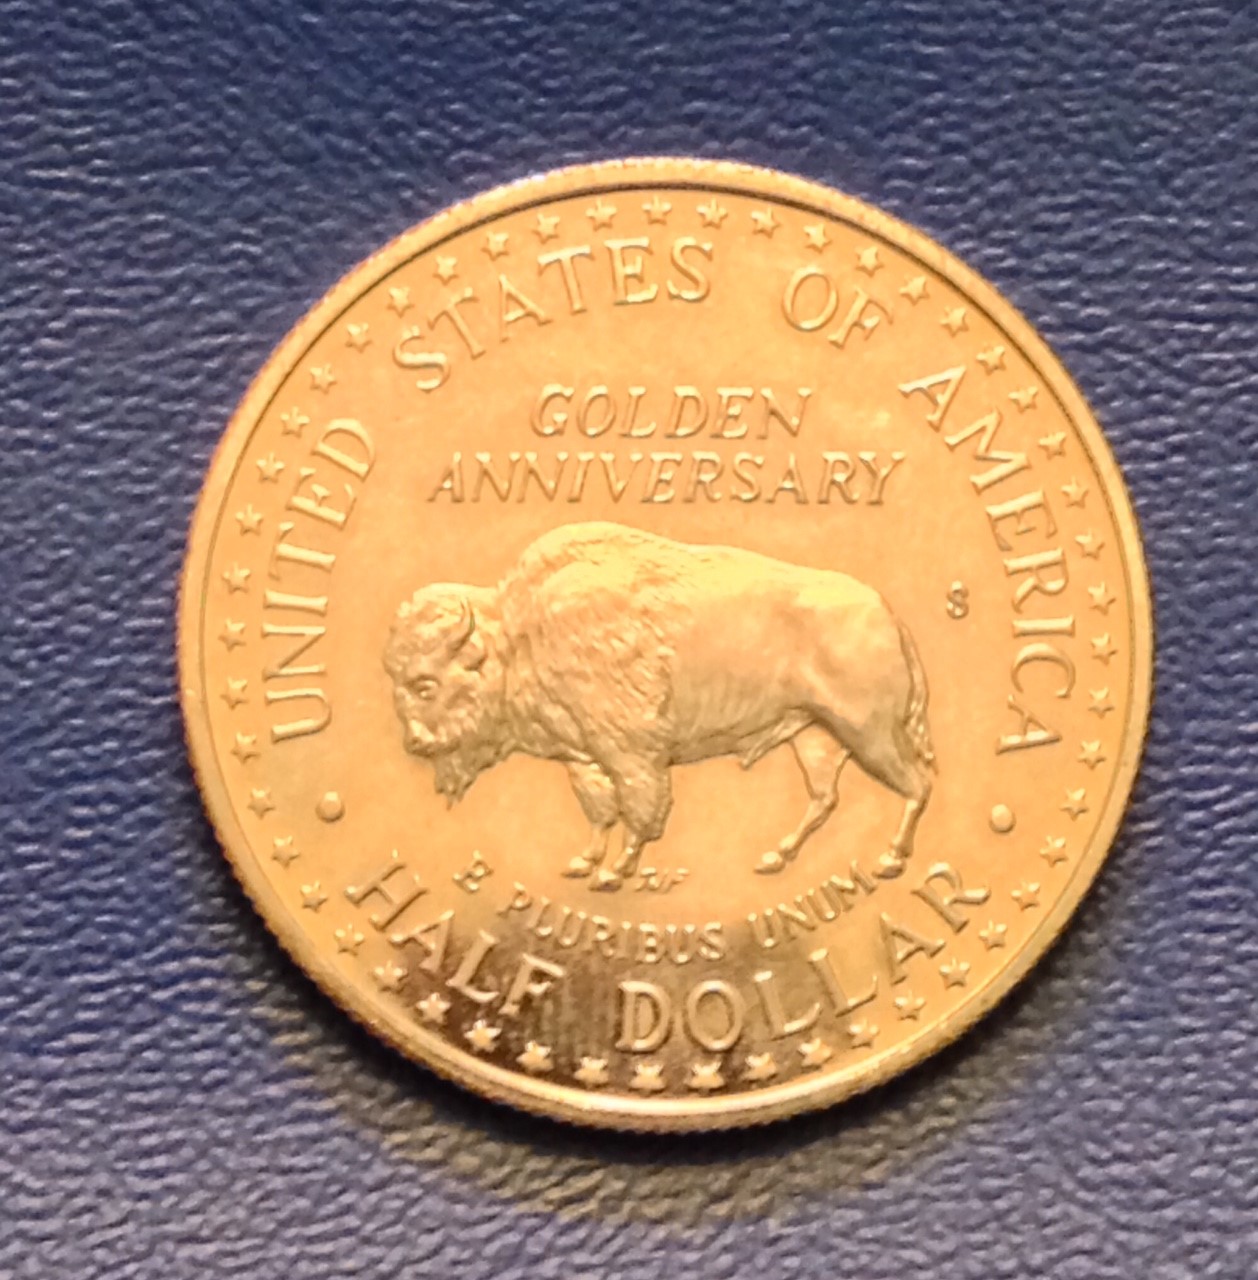 UNITED STATES OF AMERICA
GOLDEN
ANNIVERSARY
S
E PLURIBUS UNUM
HALF DOLLAR